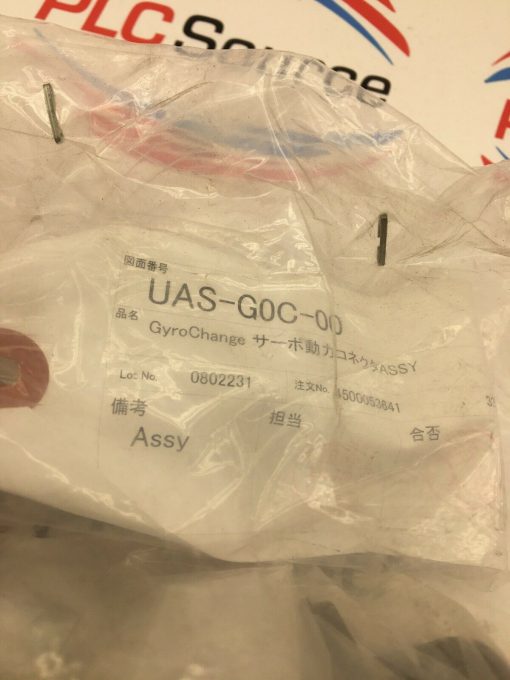 PLC
Source
図面番号
UAS-G0C-00
品名
GyroChange サーボ動力コネクタASSY
Lot No. 0802231 注文No. 4500053641
備考 担当 合否
Assy